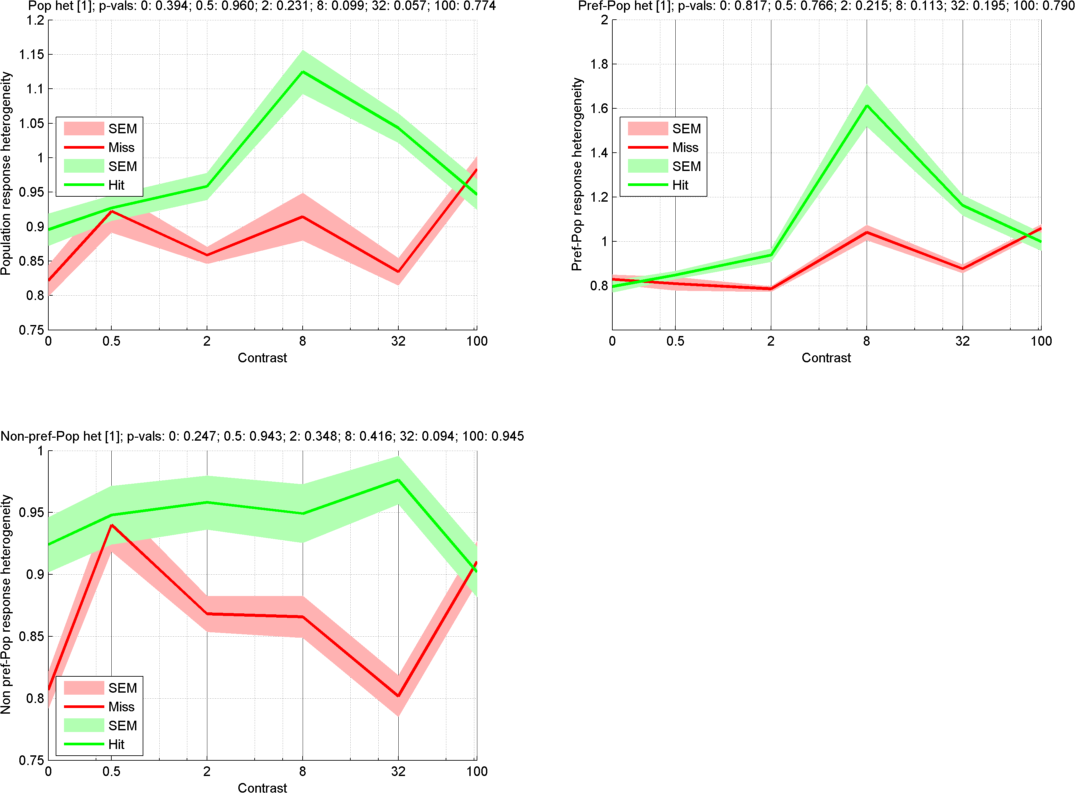 Pop het [1]; p-vals: 0: 0.394, 0.5: 0.960; 2: 0.231; 8: 0.099; 32: 0.057; 100: 0.774
1.2
1.15
1.1
1.05
1
0.95
0.9
0.85
0.8
0.75
Population response heterogeneity
SEM
Miss
SEM
Hit
0 0.5 2 8 32 100
Contrast
Pref-Pop het [1]; p-vals: 0: 0.817, 0.5: 0.766; 2: 0.215; 8: 0.113; 32: 0.195; 100: 0.790
2
1.8
1.6
1.4
1.2
1
0.8
Pref-Pop response heterogeneity
SEM
Miss
SEM
Hit
0 0.5 2 8 32 100
Contrast
Non-pref-Pop het [1]; p-vals: 0: 0.247; 0.5: 0.943; 2: 0.348; 8: 0.416; 32: 0.094; 100: 0.945
1
0.95
0.9
0.85
0.8
0.75
Non pref-Pop response heterogeneity
SEM
Miss
SEM
Hit
0 0.5 2 8 32 100
Contrast